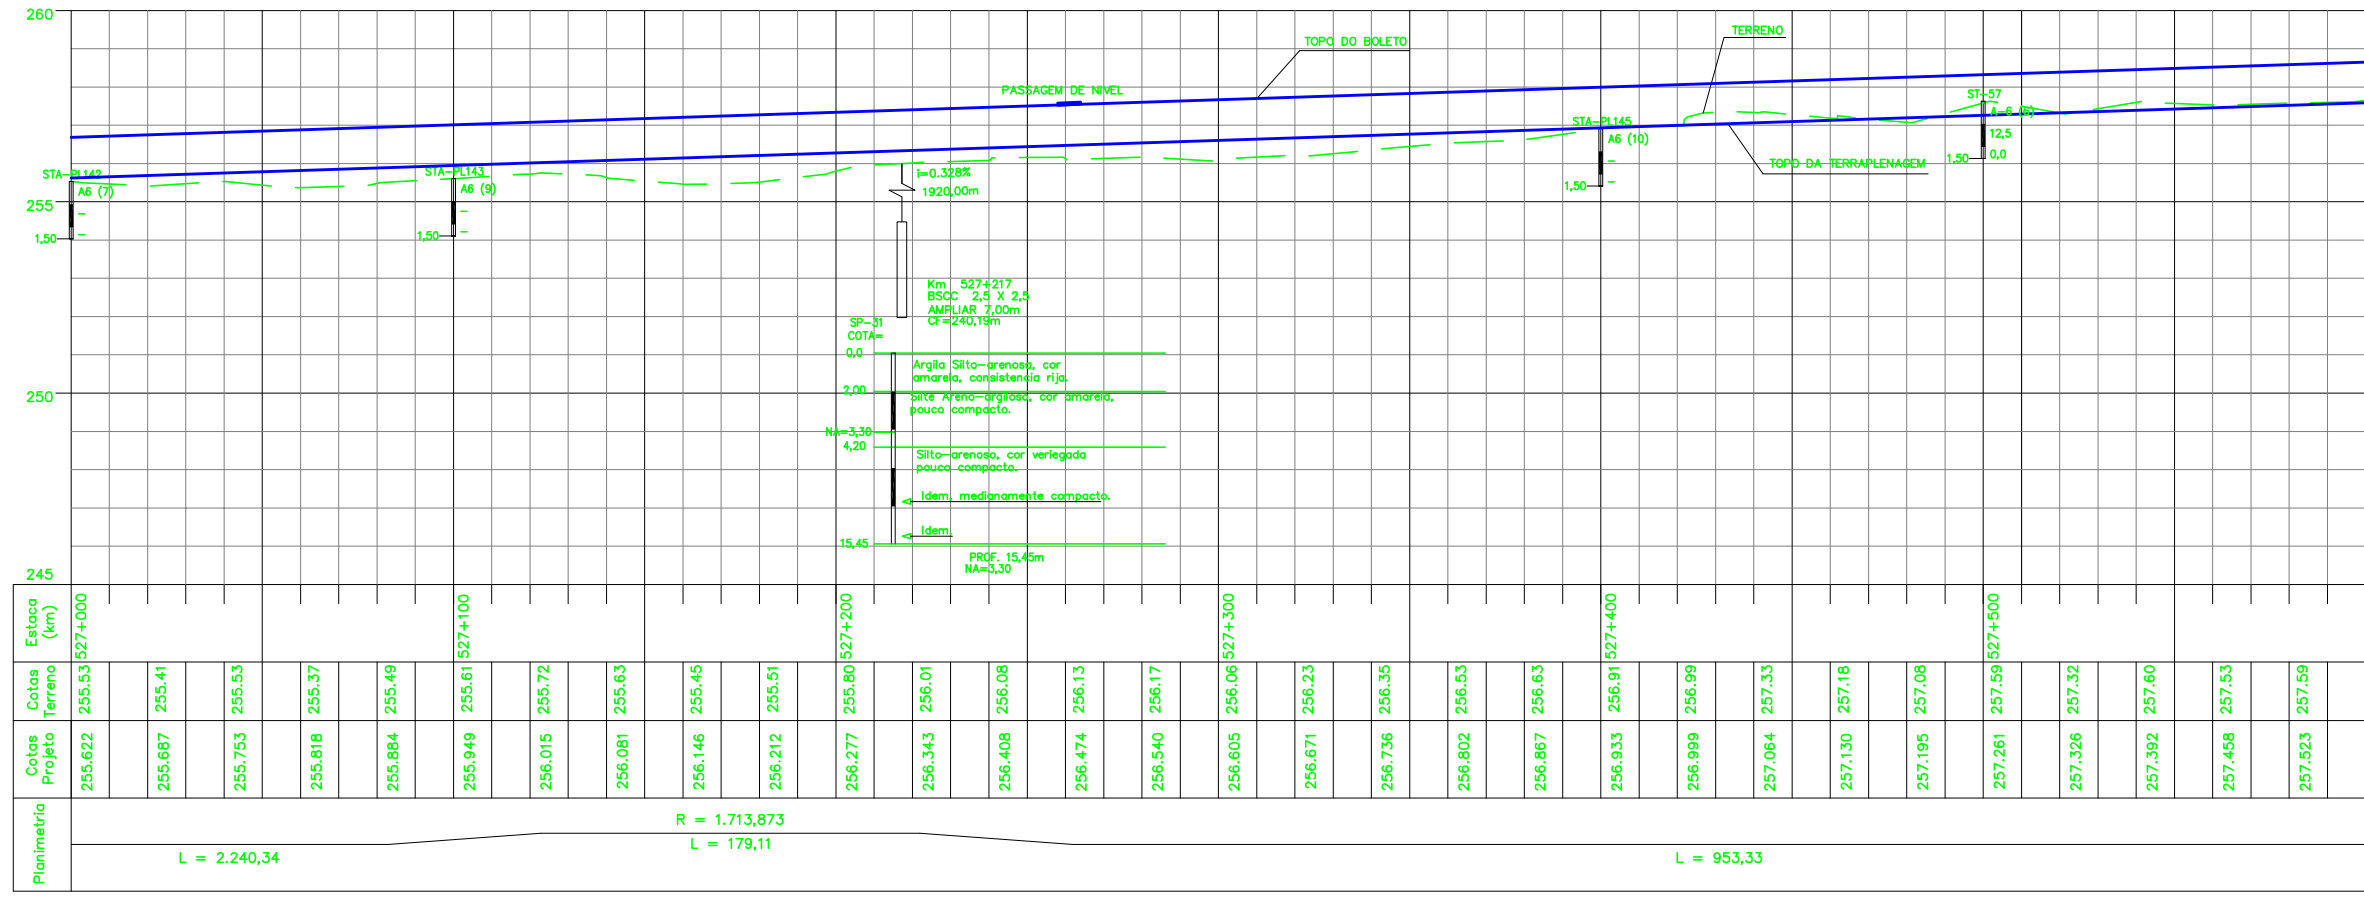 260
TERRENO
TOPO DO BOLETO
PASSAGEM DE NIVEL
ST-57
A-6 (6)
12,5
0,0
1,50
STA-PL145
A6 (10)
1,50
TOPO DA TERRAPLENAGEM
STA-PL142
A6 (7)
1,50
STA-PL143
A6 (9)
1,50
i=0.328%
1920,00m
255
Km 527+217
BSCC 2,5 X 2,5
AMPLIAR 7,00m
CF=240,19m
SP-31
COTA=
0,0
Argila Silto-arenosa, cor
amarela, consistencia rija.
2,00
Silte Areno-argilosa, cor amarela,
pouco compacto.
250
NA=3,30
4,20
Silto-arenoso, cor veriegada
pouco compacto.
Idem, medianamente compacto.
Idem
15,45
PROF. 15,45m
NA=3,30
245
Estaca
(km)
527+000
527+100
527+200
527+300
527+400
527+500
Cotas
Terreno
255.53
255.41
255.53
255.37
255.49
255.61
255.72
255.63
255.45
255.51
255.80
256.01
256.08
256.13
256.17
256.06
256.23
256.35
256.53
256.63
256.91
256.99
257.33
257.18
257.08
257.59
257.32
257.60
257.53
257.59
Cotas
Projeto
255.622
255.687
255.753
255.818
255.884
255.949
256.015
256.081
256.146
256.212
256.277
256.343
256.408
256.474
256.540
256.605
256.671
256.736
256.802
256.867
256.933
256.999
257.064
257.130
257.195
257.261
257.326
257.392
257.458
257.523
Planimetria
R = 1.713,873
L = 179,11
L = 2.240,34
L = 953,33